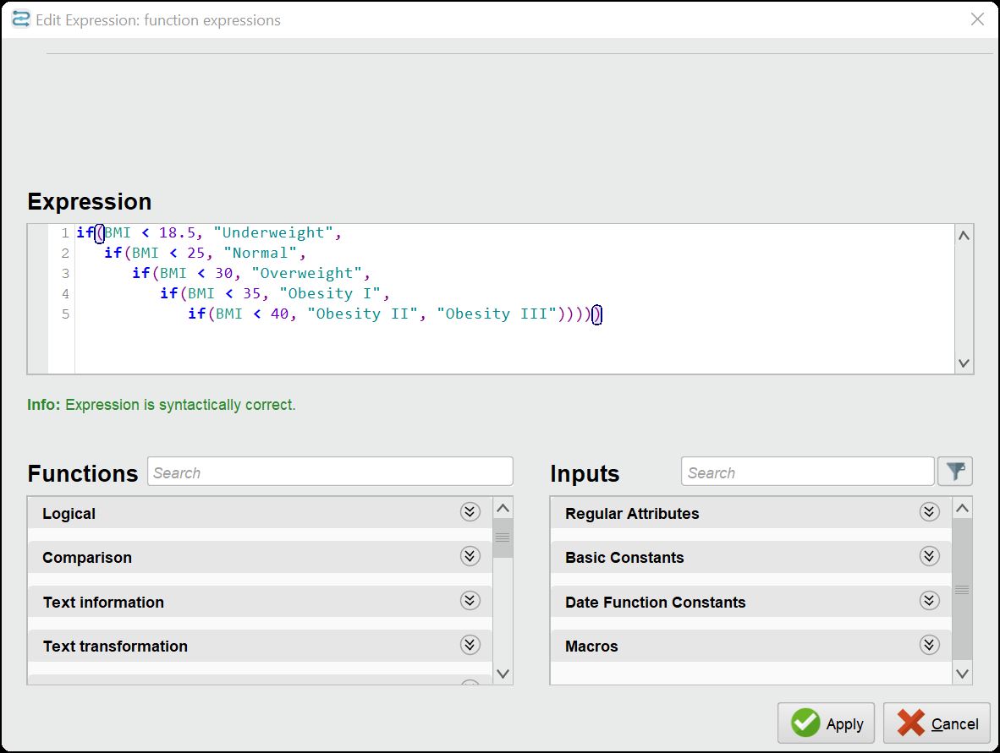 Edit Expression: function expressions
Expression
1 if(BMI < 18.5, "Underweight",
2 if(BMI < 25, "Normal",
3 if(BMI < 30, "Overweight",
4 if(BMI < 35, "Obesity I",
5 if(BMI < 40, "Obesity II", "Obesity III")))))
Info: Expression is syntactically correct.
Functions Search
Inputs Search
Logical
Comparison
Text information
Text transformation
Regular Attributes
Basic Constants
Date Function Constants
Macros
Apply
Cancel